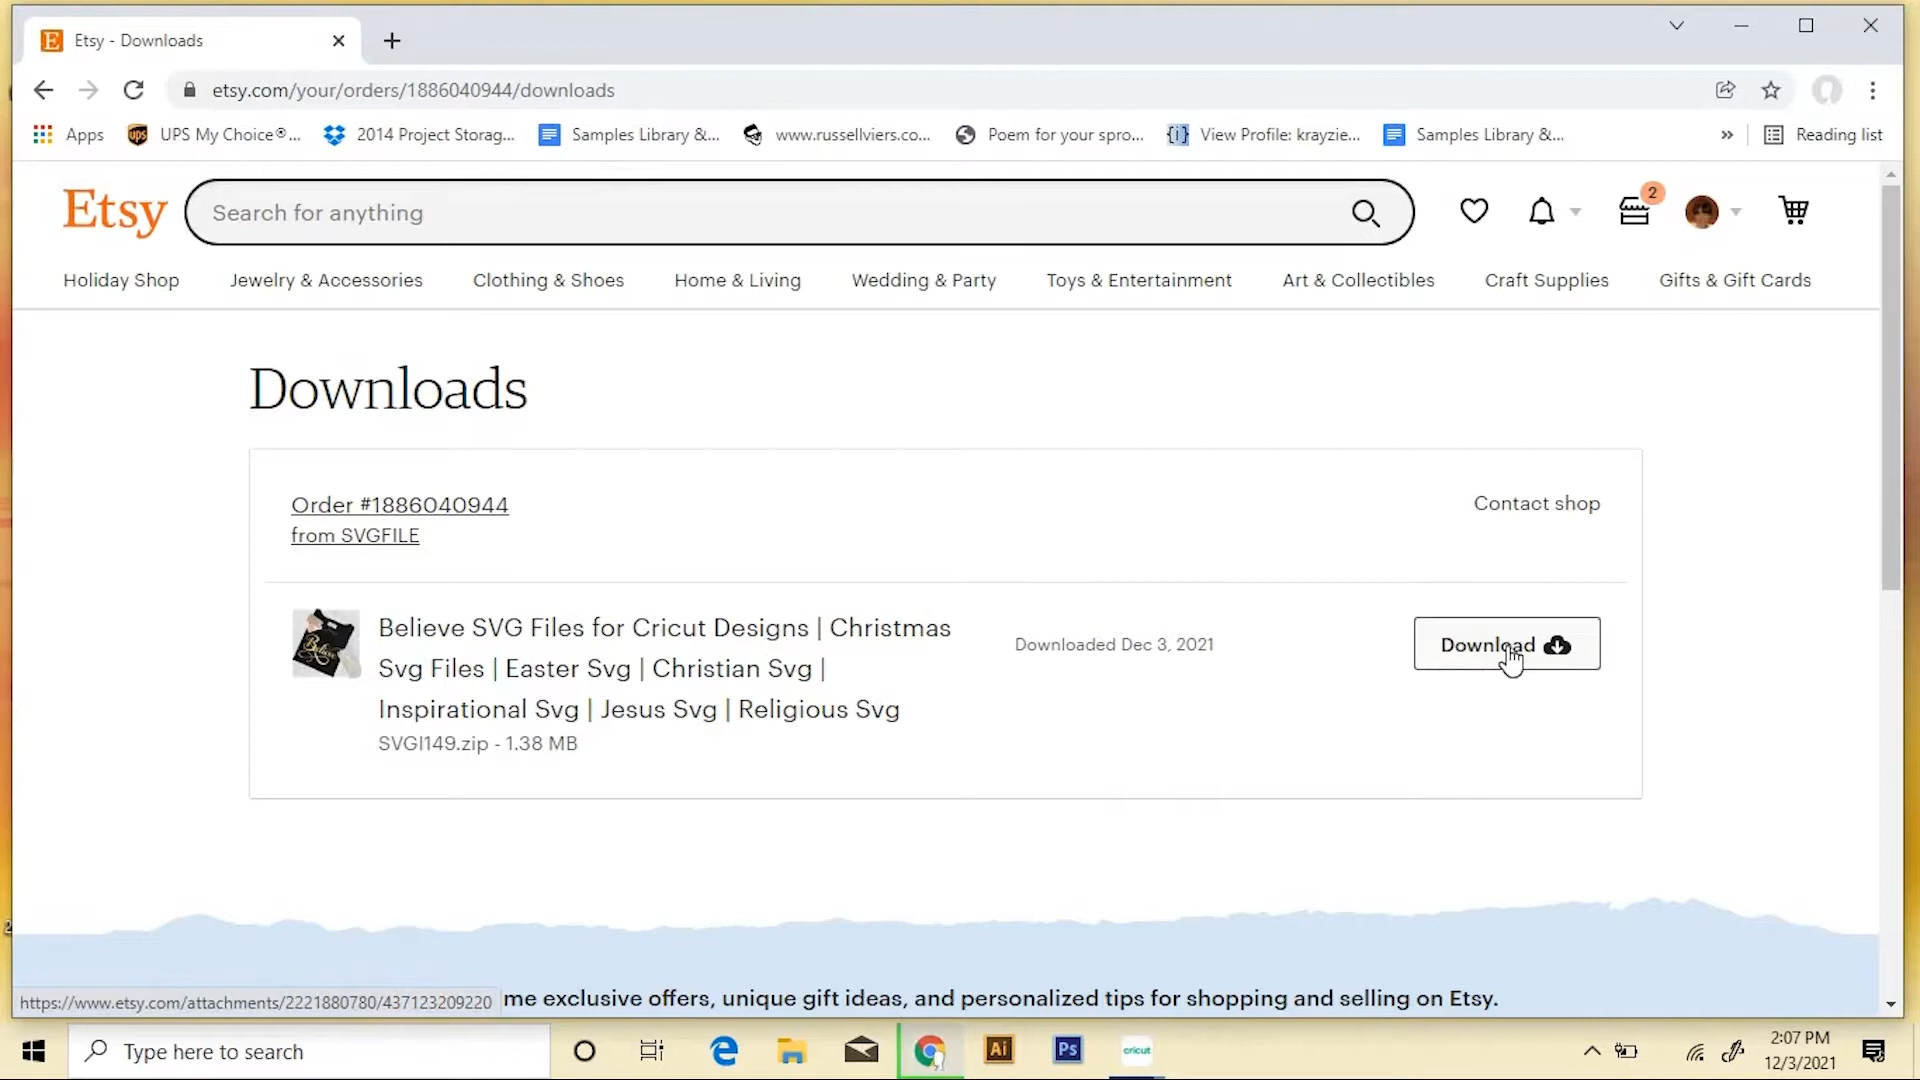 Etsy - Downloads
etsy.com/your/orders/1886040944/downloads
Apps
UPS My Choice®...
2014 Project Storag...
Samples Library &...
www.russellviers.co...
Poem for your spro...
View Profile: krayzie...
Samples Library &...
»
Reading list
Etsy
Search for anything
2
Holiday Shop
Jewelry & Accessories
Clothing & Shoes
Home & Living
Wedding & Party
Toys & Entertainment
Art & Collectibles
Craft Supplies
Gifts & Gift Cards
Downloads
Order #1886040944
Contact shop
from SVGFILE
Believe SVG Files for Cricut Designs | Christmas
Svg Files | Easter Svg | Christian Svg |
Inspirational Svg | Jesus Svg | Religious Svg
SVGI149.zip - 1.38 MB
Downloaded Dec 3, 2021
Download
Believe
https://www.etsy.com/attachments/2221880780/437123209220
me exclusive offers, unique gift ideas, and personalized tips for shopping and selling on Etsy.
Type here to search
Ai
Ps
cricut
2:07 PM
12/3/2021